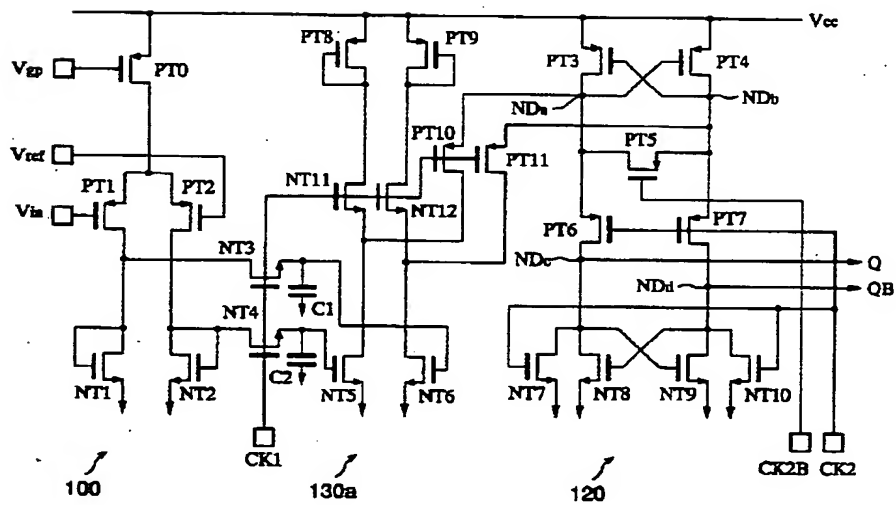 Vcc
PT8
PT9
PT3
PT4
Vgp
PT0
NDa
NDb
PT10
PT5
Vref
PT11
PT1
PT2
NT11
Vin
NT12
PT6
PT7
NT3
NDc
Q
NT4
C1
NDd
QB
C2
NT1
NT2
NT5
NT6
NT7
NT8
NT9
NT10
CK1
CK2B
CK2
100
130a
120